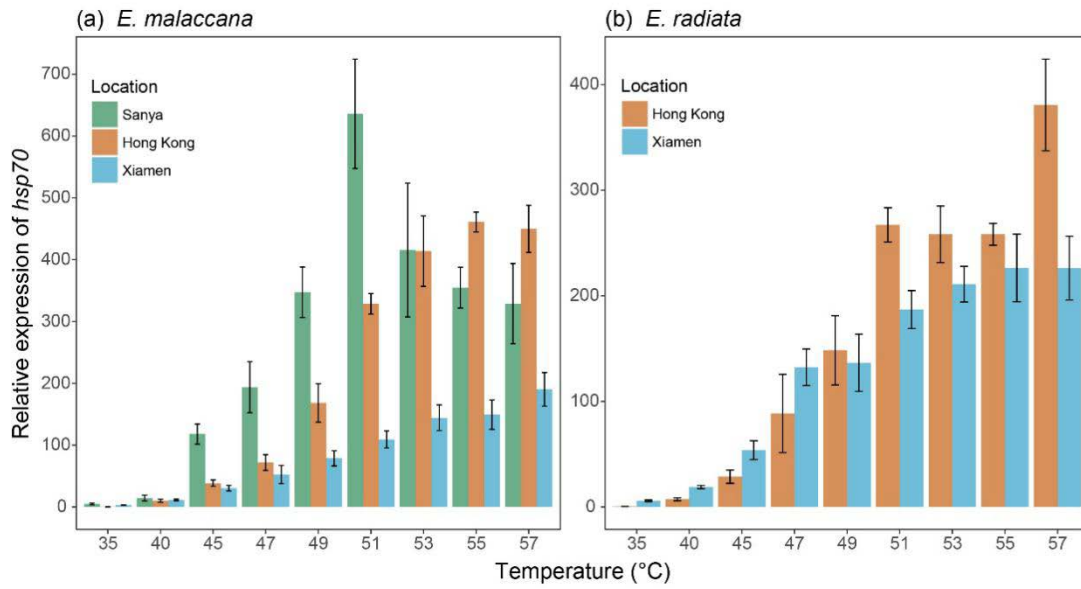 (a) E. malaccana
(b) E. radiata
Relative expression of hsp70
700
600
500
400
300
200
100
0
Location
Sanya
Hong Kong
Xiamen
35 40 45 47 49 51 53 55 57
400
300
200
100
0
Location
Hong Kong
Xiamen
35 40 45 47 49 51 53 55 57
Temperature (°C)